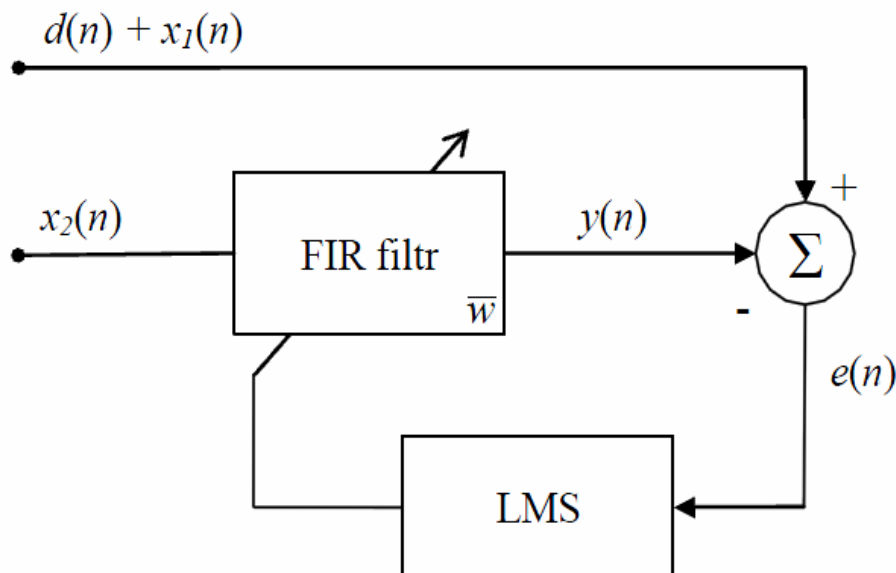 d(n) + x₁(n)
+
x₂(n)
FIR filtr
w̅
y(n)
Σ
-
e(n)
LMS